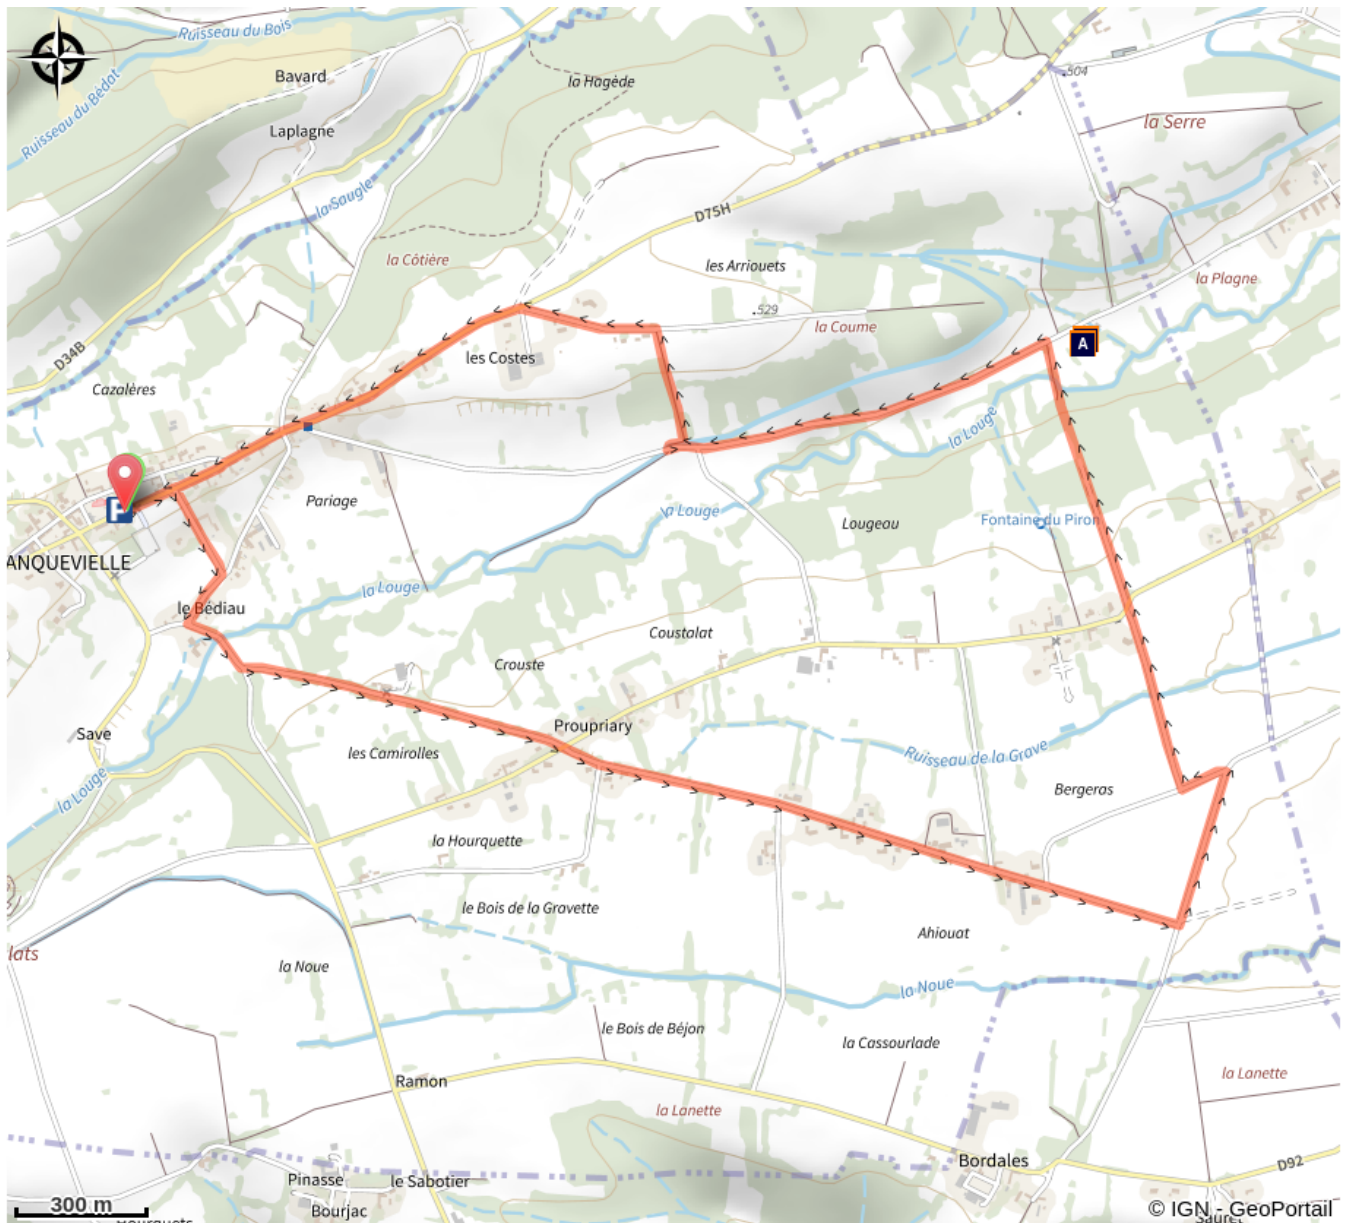 Ruisseau du Bois
Bavard
504
la Hagède
Ruisseau du Bédat
Laplagne
la Serre
la Saugle
D75H
la Côtière
les Arriouets
la Plagne
529
la Coume
D34B
les Costes
A
Cazalères
la Louge
P
Pariage
la Louge
Lougeau
Fontaine du Piron
ANQUEVIELLE
la Louge
le Bédiau
Coustalat
Crouste
Proupriary
Save
les Camirolles
Ruisseau de la Grave
la Louge
Bergeras
la Hourquette
le Bois de la Gravette
Ahiouat
lats
la Noue
la Noue
le Bois de Béjon
la Cassourlade
Ramon
la Lanette
la Lanette
Bordales
D92
Pinasse
le Sabotier
300 m
Bourjac
© IGN - GeoPortail